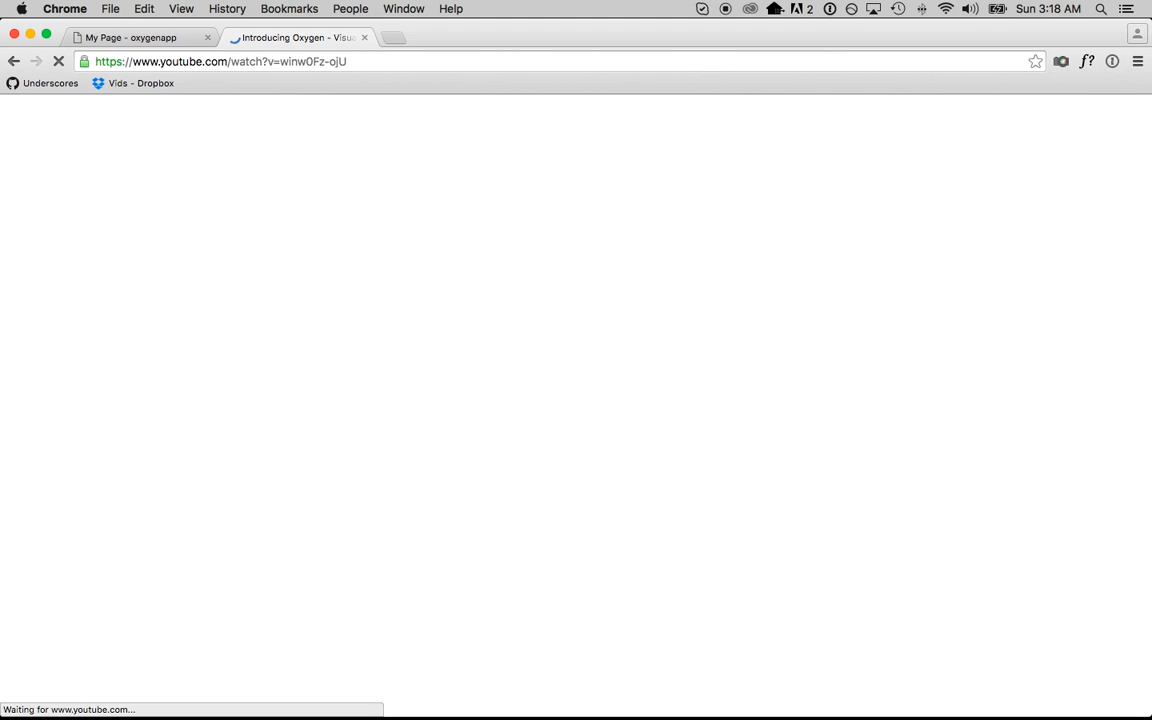 Chrome File Edit View History Bookmarks People Window Help 2 Sun 3:18 AM
My Page - oxygenapp Introducing Oxygen - Visua
https://www.youtube.com/watch?v=winw0Fz-ojU f?
Underscores Vids - Dropbox
Waiting for www.youtube.com...